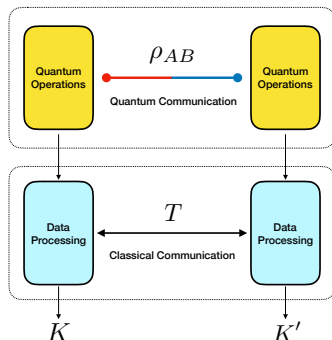 Quantum
Operations
ρ_AB
Quantum Communication
Quantum
Operations
Data
Processing
T
Classical Communication
Data
Processing
K
K′